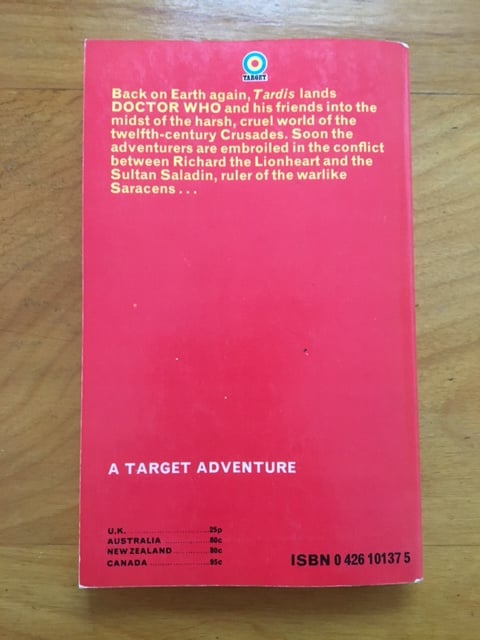 TARGET
Back on Earth again, Tardis lands
DOCTOR WHO and his friends into the
midst of the harsh, cruel world of the
twelfth-century Crusades. Soon the
adventurers are embroiled in the conflict
between Richard the Lionheart and the
Sultan Saladin, ruler of the warlike
Saracens...
A TARGET ADVENTURE
U.K. 25p
AUSTRALIA 80c
NEW ZEALAND 80c
CANADA 95c
ISBN 0 426 10137 5